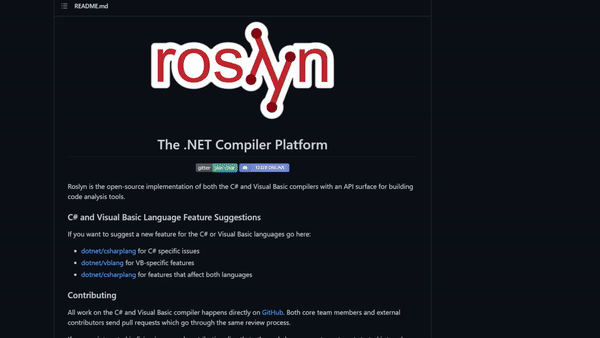 README.md
roslyn
The .NET Compiler Platform
gitter
Roslyn is the open-source implementation of both the C# and Visual Basic compilers with an API surface for building
code analysis tools.
C# and Visual Basic Language Feature Suggestions
If you want to suggest a new feature for the C# or Visual Basic languages go here:
dotnet/csharplang for C# specific issues
dotnet/vblang for VB-specific features
dotnet/csharplang for features that affect both languages
Contributing
All work on the C# and Visual Basic compiler happens directly on GitHub. Both core team members and external
contributors send pull requests which go through the same review process.